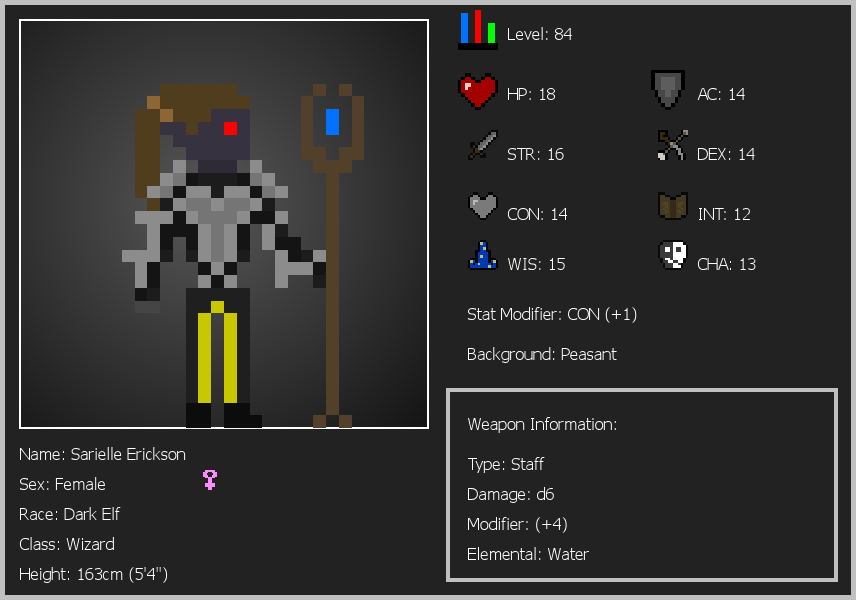 Level: 84
HP: 18
AC: 14
STR: 16
DEX: 14
CON: 14
INT: 12
WIS: 15
CHA: 13
Stat Modifier: CON (+1)
Background: Peasant
Weapon Information:
Type: Staff
Damage: d6
Modifier: (+4)
Elemental: Water
Name: Sarielle Erickson
Sex: Female
Race: Dark Elf
Class: Wizard
Height: 163cm (5'4")